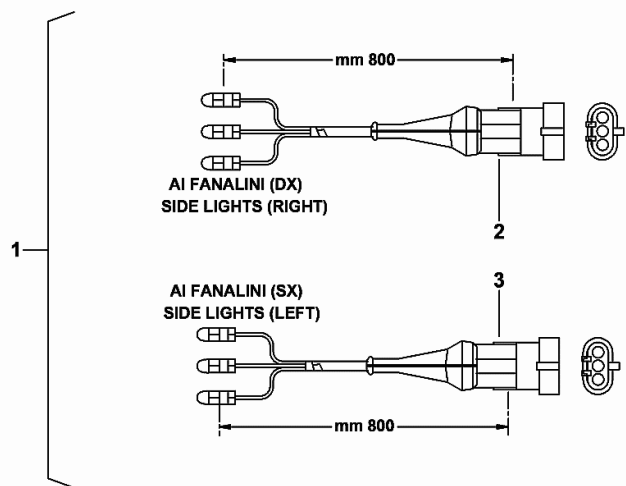 mm 800
AI FANALINI (DX)
SIDE LIGHTS (RIGHT)
2
1
3
AI FANALINI (SX)
SIDE LIGHTS (LEFT)
mm 800